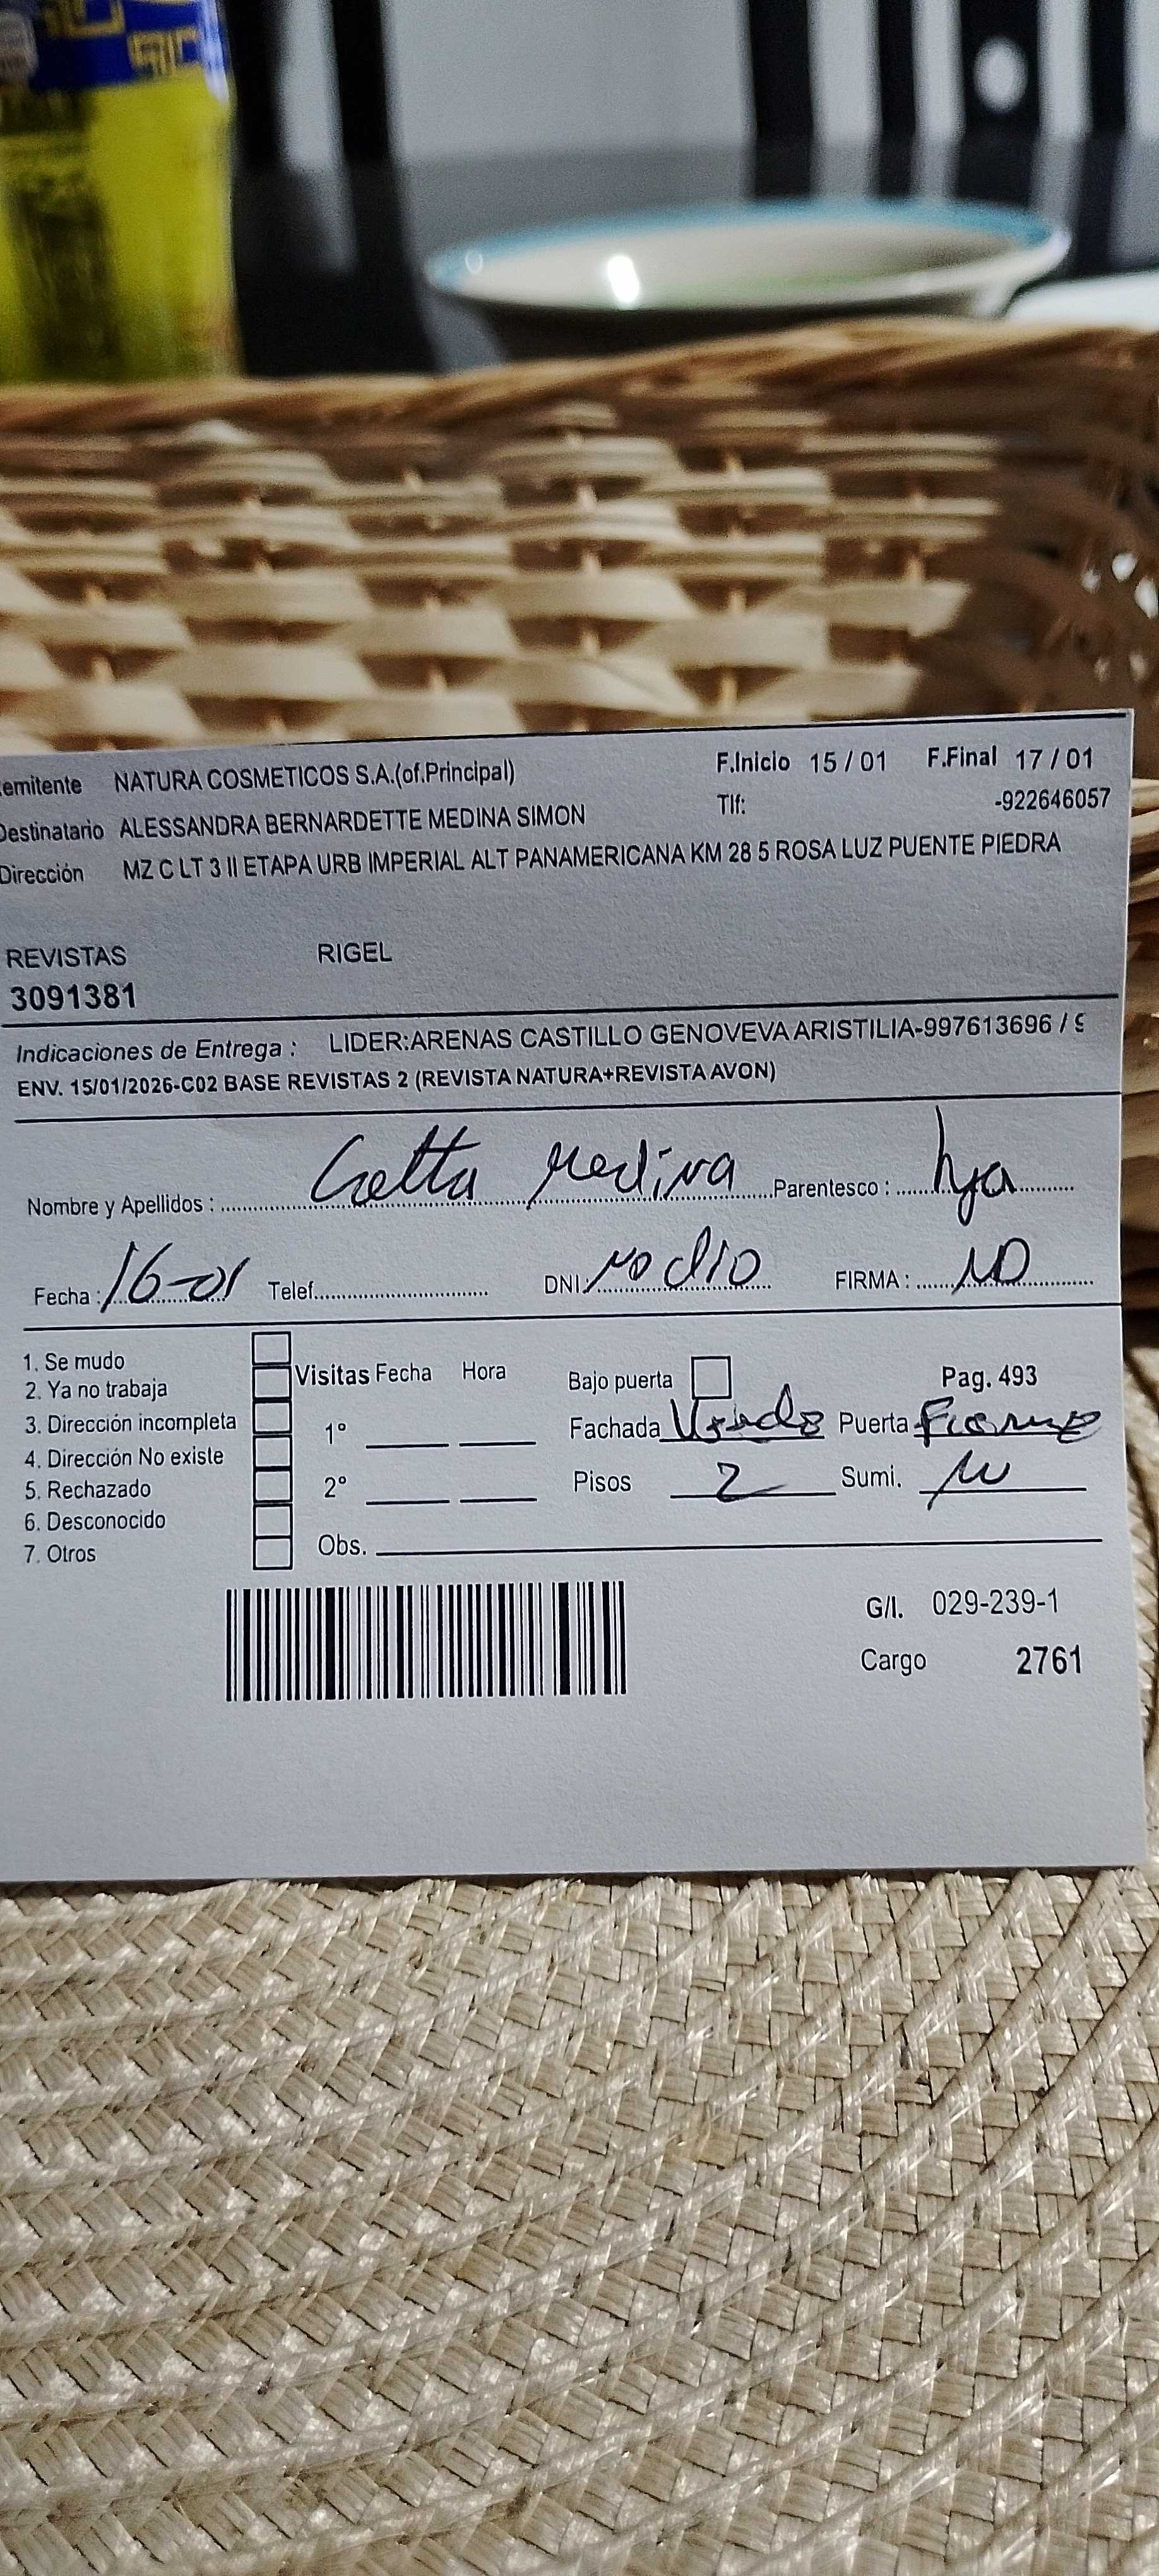 emitente NATURA COSMETICOS S.A.(of.Principal) F.Inicio 15 / 01 F.Final 17 / 01
Destinatario ALESSANDRA BERNARDETTE MEDINA SIMON Tlf: -922646057
Dirección MZ C LT 3 II ETAPA URB IMPERIAL ALT PANAMERICANA KM 28 5 ROSA LUZ PUENTE PIEDRA
REVISTAS RIGEL
3091381
Indicaciones de Entrega : LIDER:ARENAS CASTILLO GENOVEVA ARISTILIA-997613696 / 9
ENV. 15/01/2026-C02 BASE REVISTAS 2 (REVISTA NATURA+REVISTA AVON)
Nombre y Apellidos : Medina Parentesco : hja
Fecha : 16-01 Telef. DNI no dio FIRMA : ND
1. Se mudo
2. Ya no trabaja Visitas Fecha Hora Bajo puerta Pag. 493
3. Dirección incompleta 1° Fachada Puerta
4. Dirección No existe
5. Rechazado 2° Pisos 2 Sumi.
6. Desconocido
7. Otros Obs.
G/I. 029-239-1
Cargo 2761